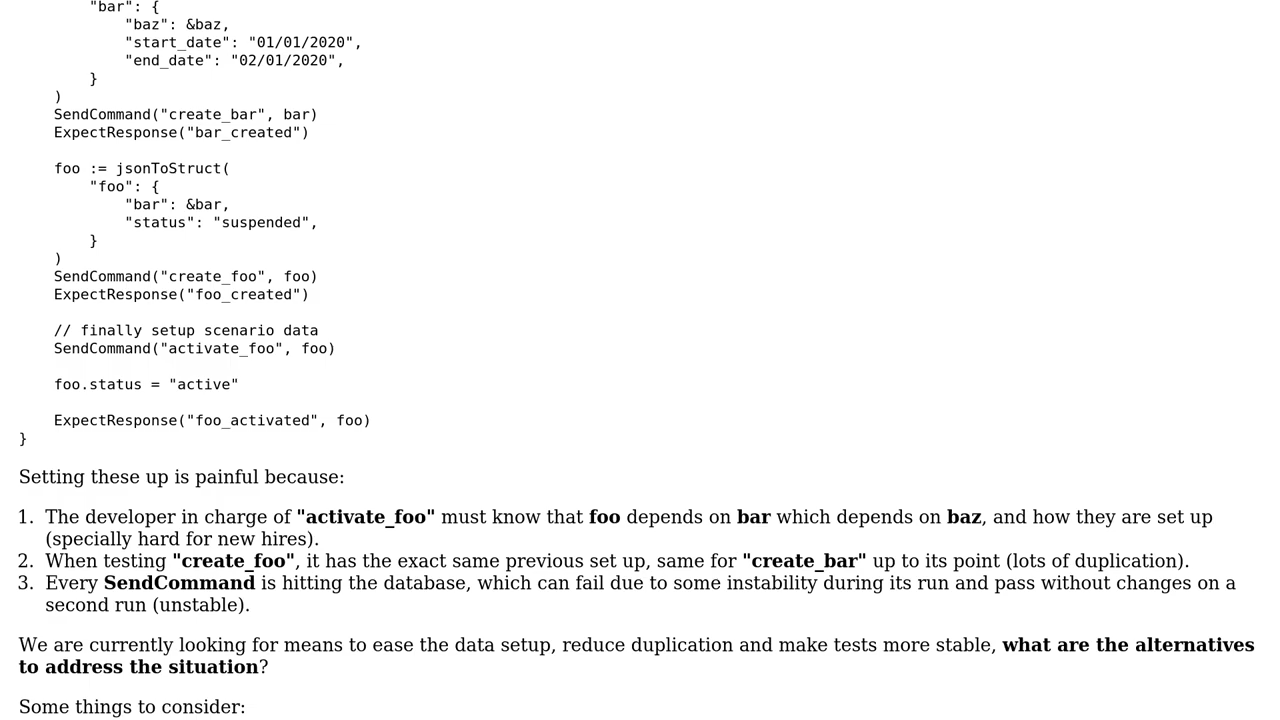 "bar": {
            "baz": &baz,
            "start_date": "01/01/2020",
            "end_date": "02/01/2020",
        }
    )
    SendCommand("create_bar", bar)
    ExpectResponse("bar_created")

    foo := jsonToStruct(
        "foo": {
            "bar": &bar,
            "status": "suspended",
        }
    )
    SendCommand("create_foo", foo)
    ExpectResponse("foo_created")

    // finally setup scenario data
    SendCommand("activate_foo", foo)

    foo.status = "active"

    ExpectResponse("foo_activated", foo)
}
Setting these up is painful because:
1. The developer in charge of "activate_foo" must know that foo depends on bar which depends on baz, and how they are set up
(specially hard for new hires).
2. When testing "create_foo", it has the exact same previous set up, same for "create_bar" up to its point (lots of duplication).
3. Every SendCommand is hitting the database, which can fail due to some instability during its run and pass without changes on a
second run (unstable).
We are currently looking for means to ease the data setup, reduce duplication and make tests more stable, what are the alternatives
to address the situation?
Some things to consider: